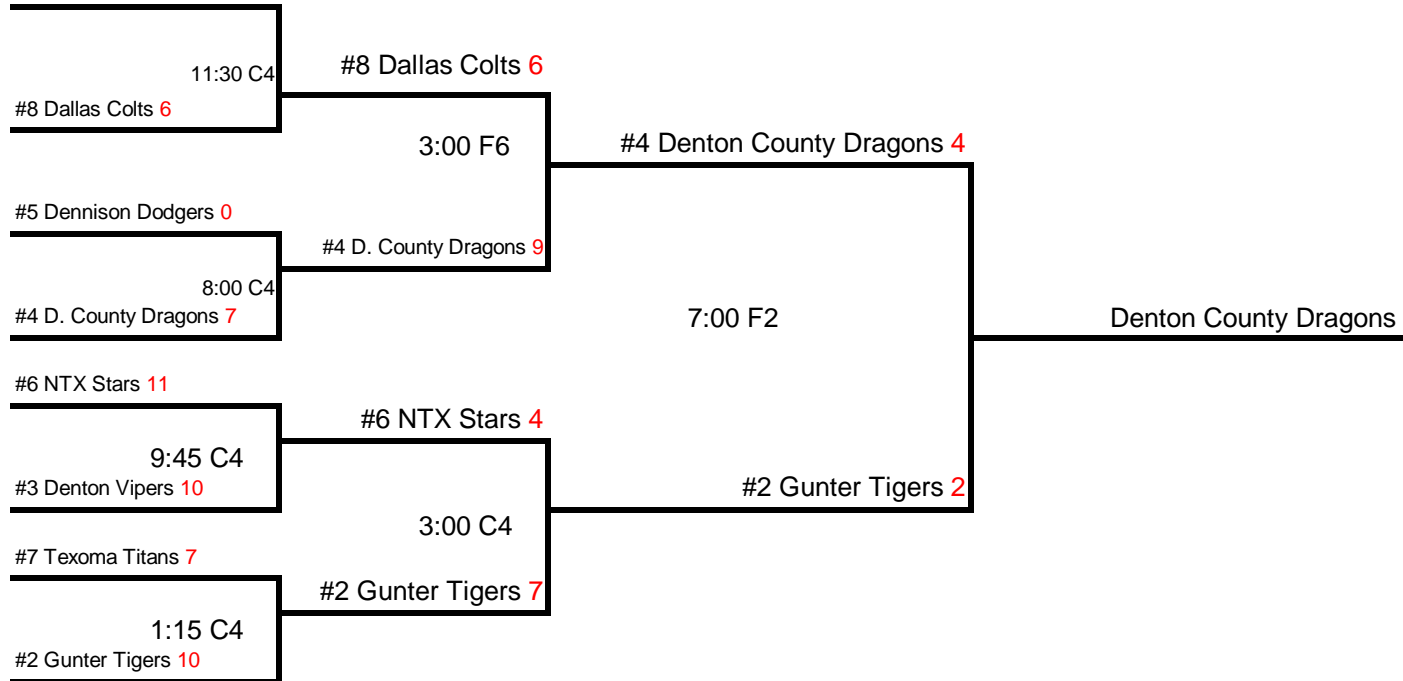 11:30 C4
#8 Dallas Colts 6
#5 Dennison Dodgers 0
8:00 C4
#4 D. County Dragons 7
#6 NTX Stars 11
9:45 C4
#3 Denton Vipers 10
#7 Texoma Titans 7
1:15 C4
#2 Gunter Tigers 10
#8 Dallas Colts 6
3:00 F6
#4 D. County Dragons 9
#6 NTX Stars 4
3:00 C4
#2 Gunter Tigers 7
#4 Denton County Dragons 4
7:00 F2
#2 Gunter Tigers 2
Denton County Dragons